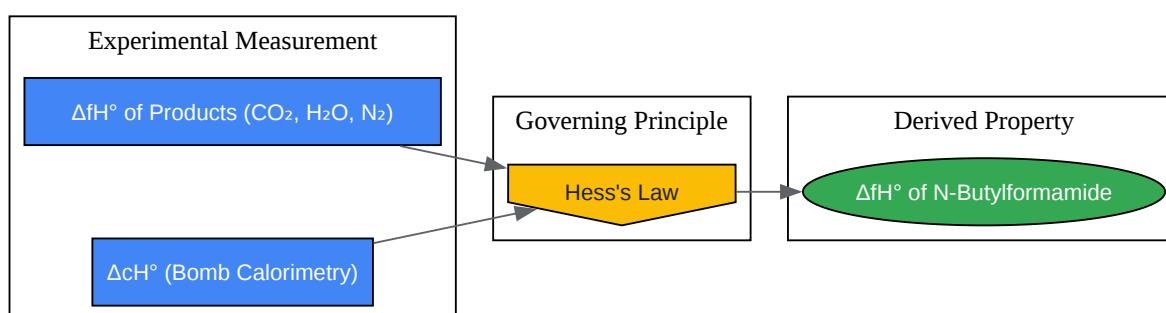 Experimental Measurement
ΔfH° of Products (CO₂, H₂O, N₂)
ΔcH° (Bomb Calorimetry)
Governing Principle
Hess's Law
Derived Property
ΔfH° of N-Butylformamide